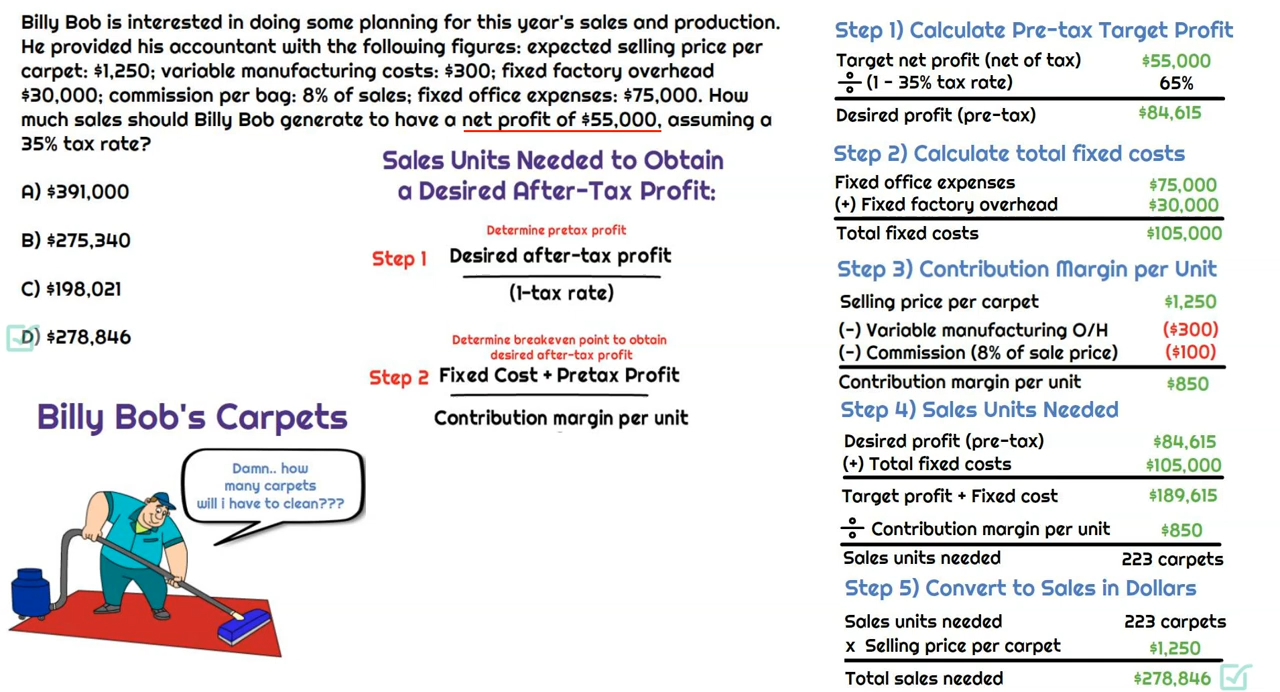 Billy Bob is interested in doing some planning for this year's sales and production.
He provided his accountant with the following figures: expected selling price per
carpet: $1,250; variable manufacturing costs: $300; fixed factory overhead
$30,000; commission per bag: 8% of sales; fixed office expenses: $75,000. How
much sales should Billy Bob generate to have a net profit of $55,000, assuming a
35% tax rate?
A) $391,000
B) $275,340
C) $198,021
D) $278,846
Billy Bob's Carpets
Damn.. how
many carpets
will i have to clean???
Sales Units Needed to Obtain
a Desired After-Tax Profit:
Determine pretax profit
Step 1 Desired after-tax profit
(1-tax rate)
Determine breakeven point to obtain
desired after-tax profit
Step 2 Fixed Cost + Pretax Profit
Contribution margin per unit
Step 1) Calculate Pre-tax Target Profit
Target net profit (net of tax) $55,000
÷ (1 - 35% tax rate) 65%
Desired profit (pre-tax) $84,615
Step 2) Calculate total fixed costs
Fixed office expenses $75,000
(+) Fixed factory overhead $30,000
Total fixed costs $105,000
Step 3) Contribution Margin per Unit
Selling price per carpet $1,250
(-) Variable manufacturing O/H ($300)
(-) Commission (8% of sale price) ($100)
Contribution margin per unit $850
Step 4) Sales Units Needed
Desired profit (pre-tax) $84,615
(+) Total fixed costs $105,000
Target profit + Fixed cost $189,615
÷ Contribution margin per unit $850
Sales units needed 223 carpets
Step 5) Convert to Sales in Dollars
Sales units needed 223 carpets
x Selling price per carpet $1,250
Total sales needed $278,846